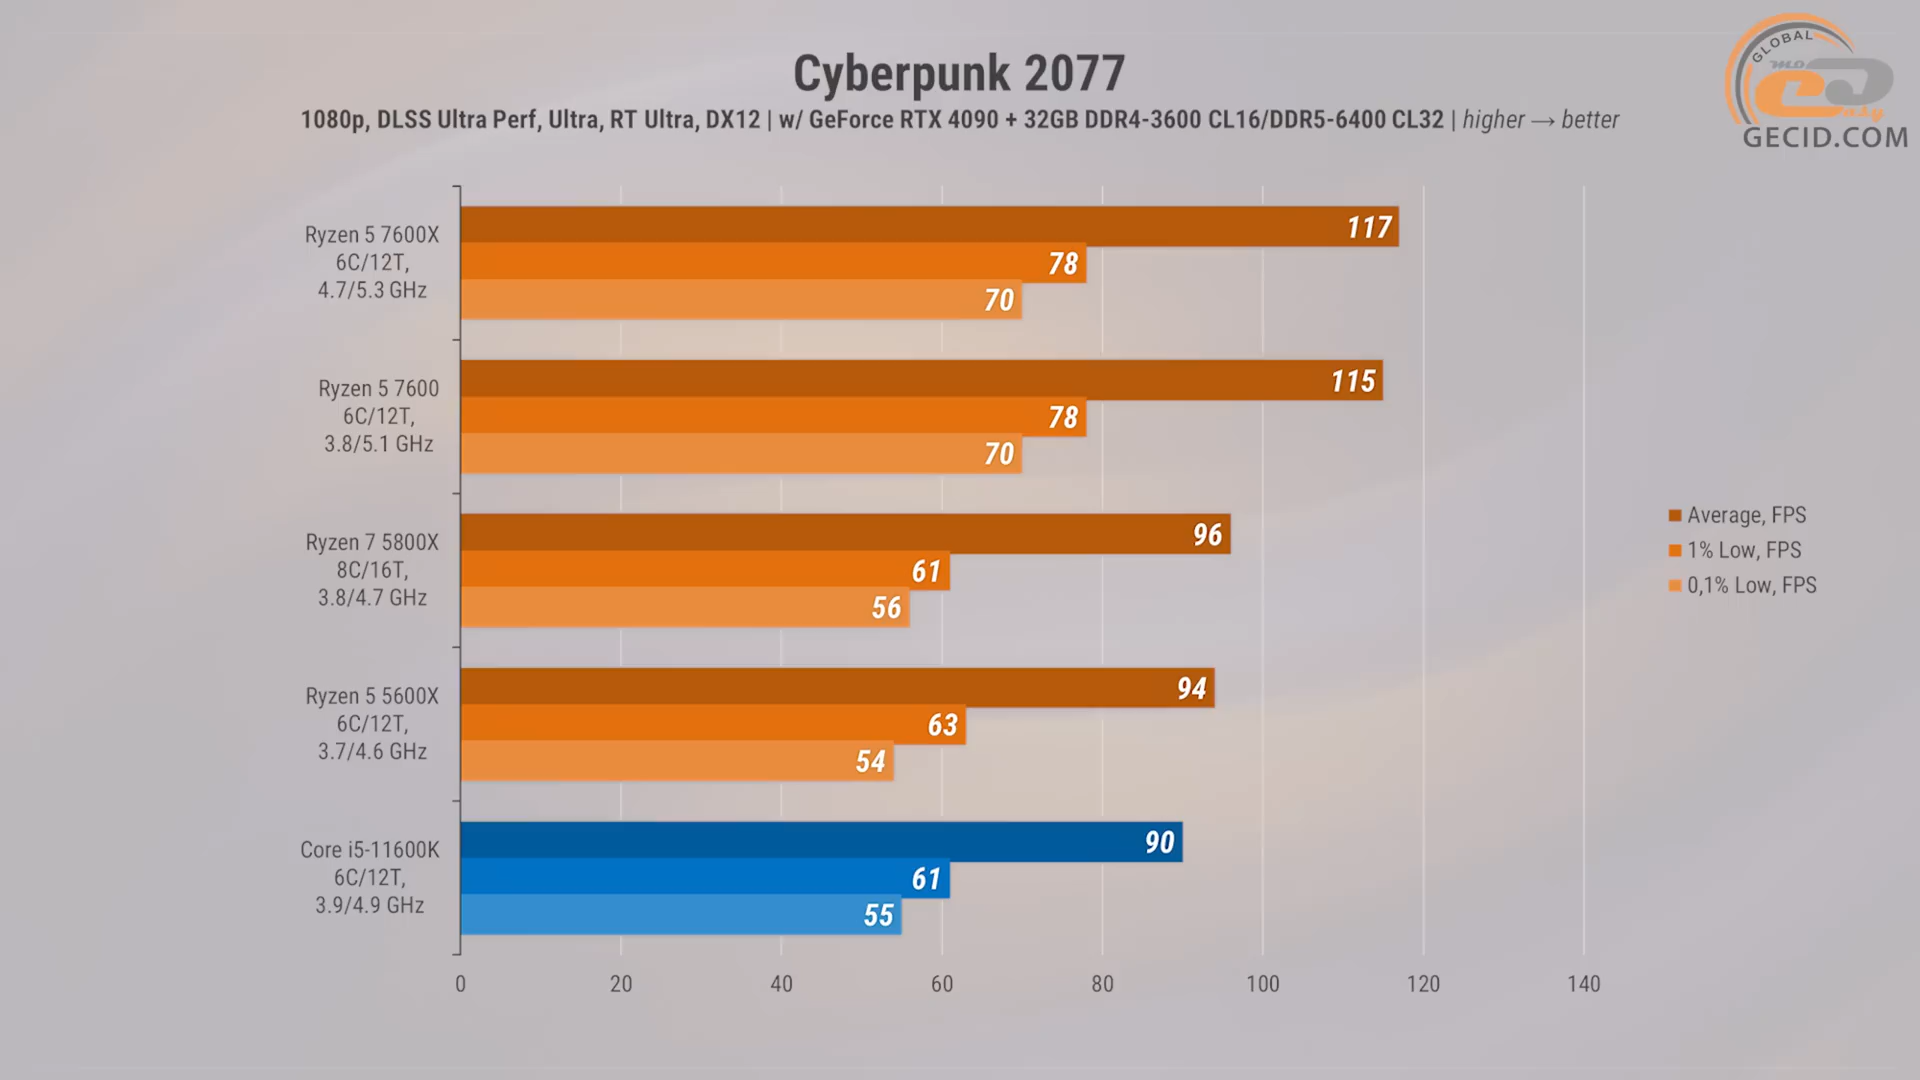 Cyberpunk 2077
1080p, DLSS Ultra Perf, Ultra, RT Ultra, DX12 | w/ GeForce RTX 4090 + 32GB DDR4-3600 CL16/DDR5-6400 CL32 | higher → better
GLOBAL
GECID.COM
Ryzen 5 7600X
6C/12T,
4.7/5.3 GHz
117
78
70
Ryzen 5 7600
6C/12T,
3.8/5.1 GHz
115
78
70
Ryzen 7 5800X
8C/16T,
3.8/4.7 GHz
96
61
56
Ryzen 5 5600X
6C/12T,
3.7/4.6 GHz
94
63
54
Core i5-11600K
6C/12T,
3.9/4.9 GHz
90
61
55
0 20 40 60 80 100 120 140
Average, FPS
1% Low, FPS
0,1% Low, FPS